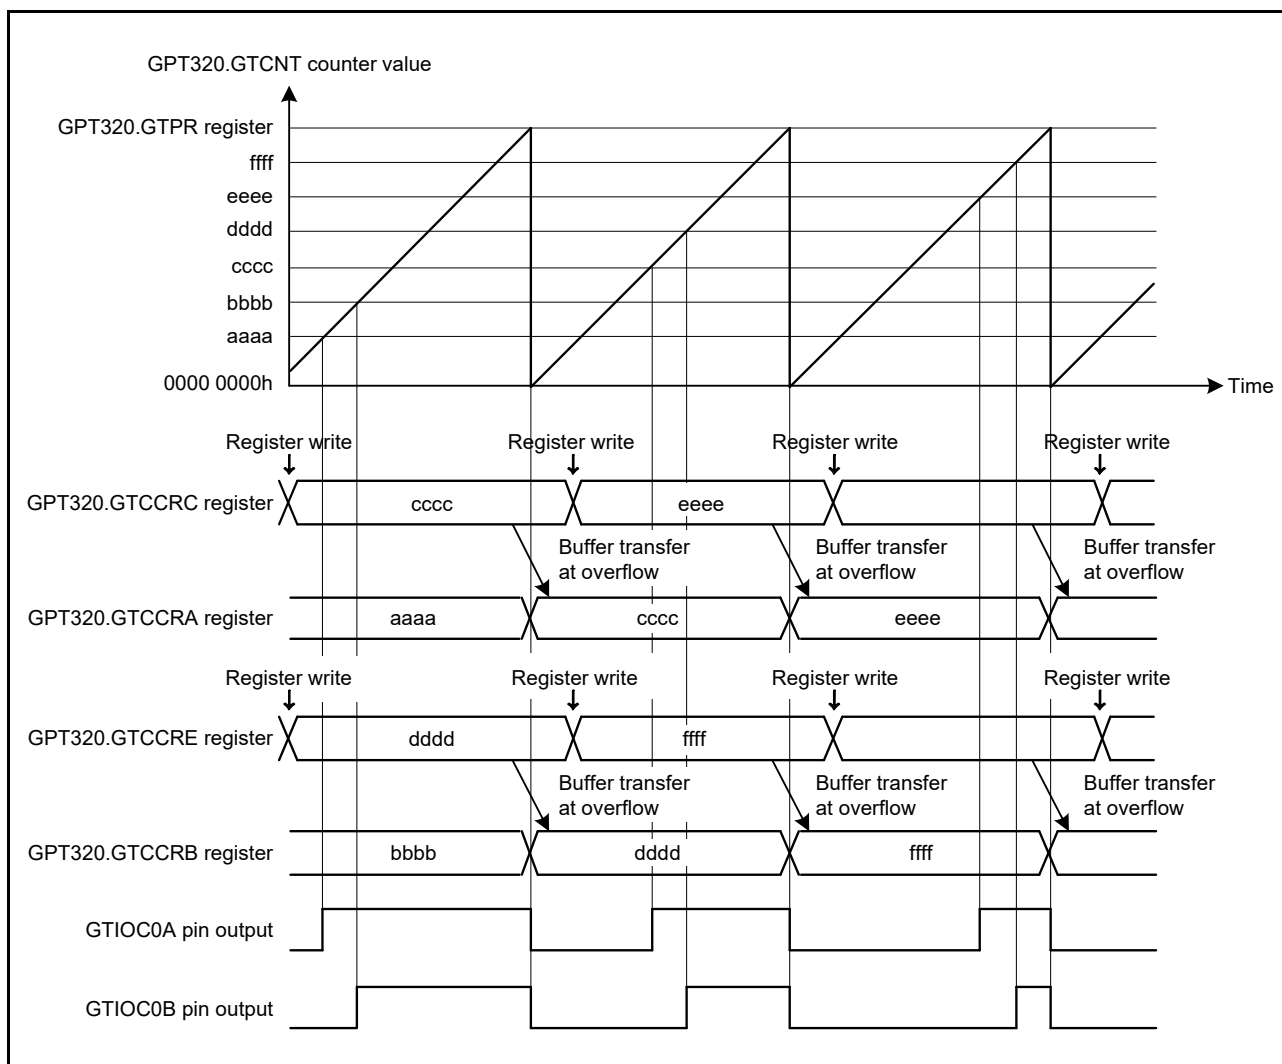 GPT320.GTCNT counter value
GPT320.GTPR register
ffff
eeee
dddd
cccc
bbbb
aaaa
0000 0000h
Time
Register write Register write Register write Register write
GPT320.GTCCRC register cccc eeee
Buffer transfer at overflow
Buffer transfer at overflow
Buffer transfer at overflow
GPT320.GTCCRA register aaaa cccc eeee
Register write Register write Register write Register write
GPT320.GTCCRE register dddd ffff
Buffer transfer at overflow
Buffer transfer at overflow
Buffer transfer at overflow
GPT320.GTCCRB register bbbb dddd ffff
GTIOC0A pin output
GTIOC0B pin output